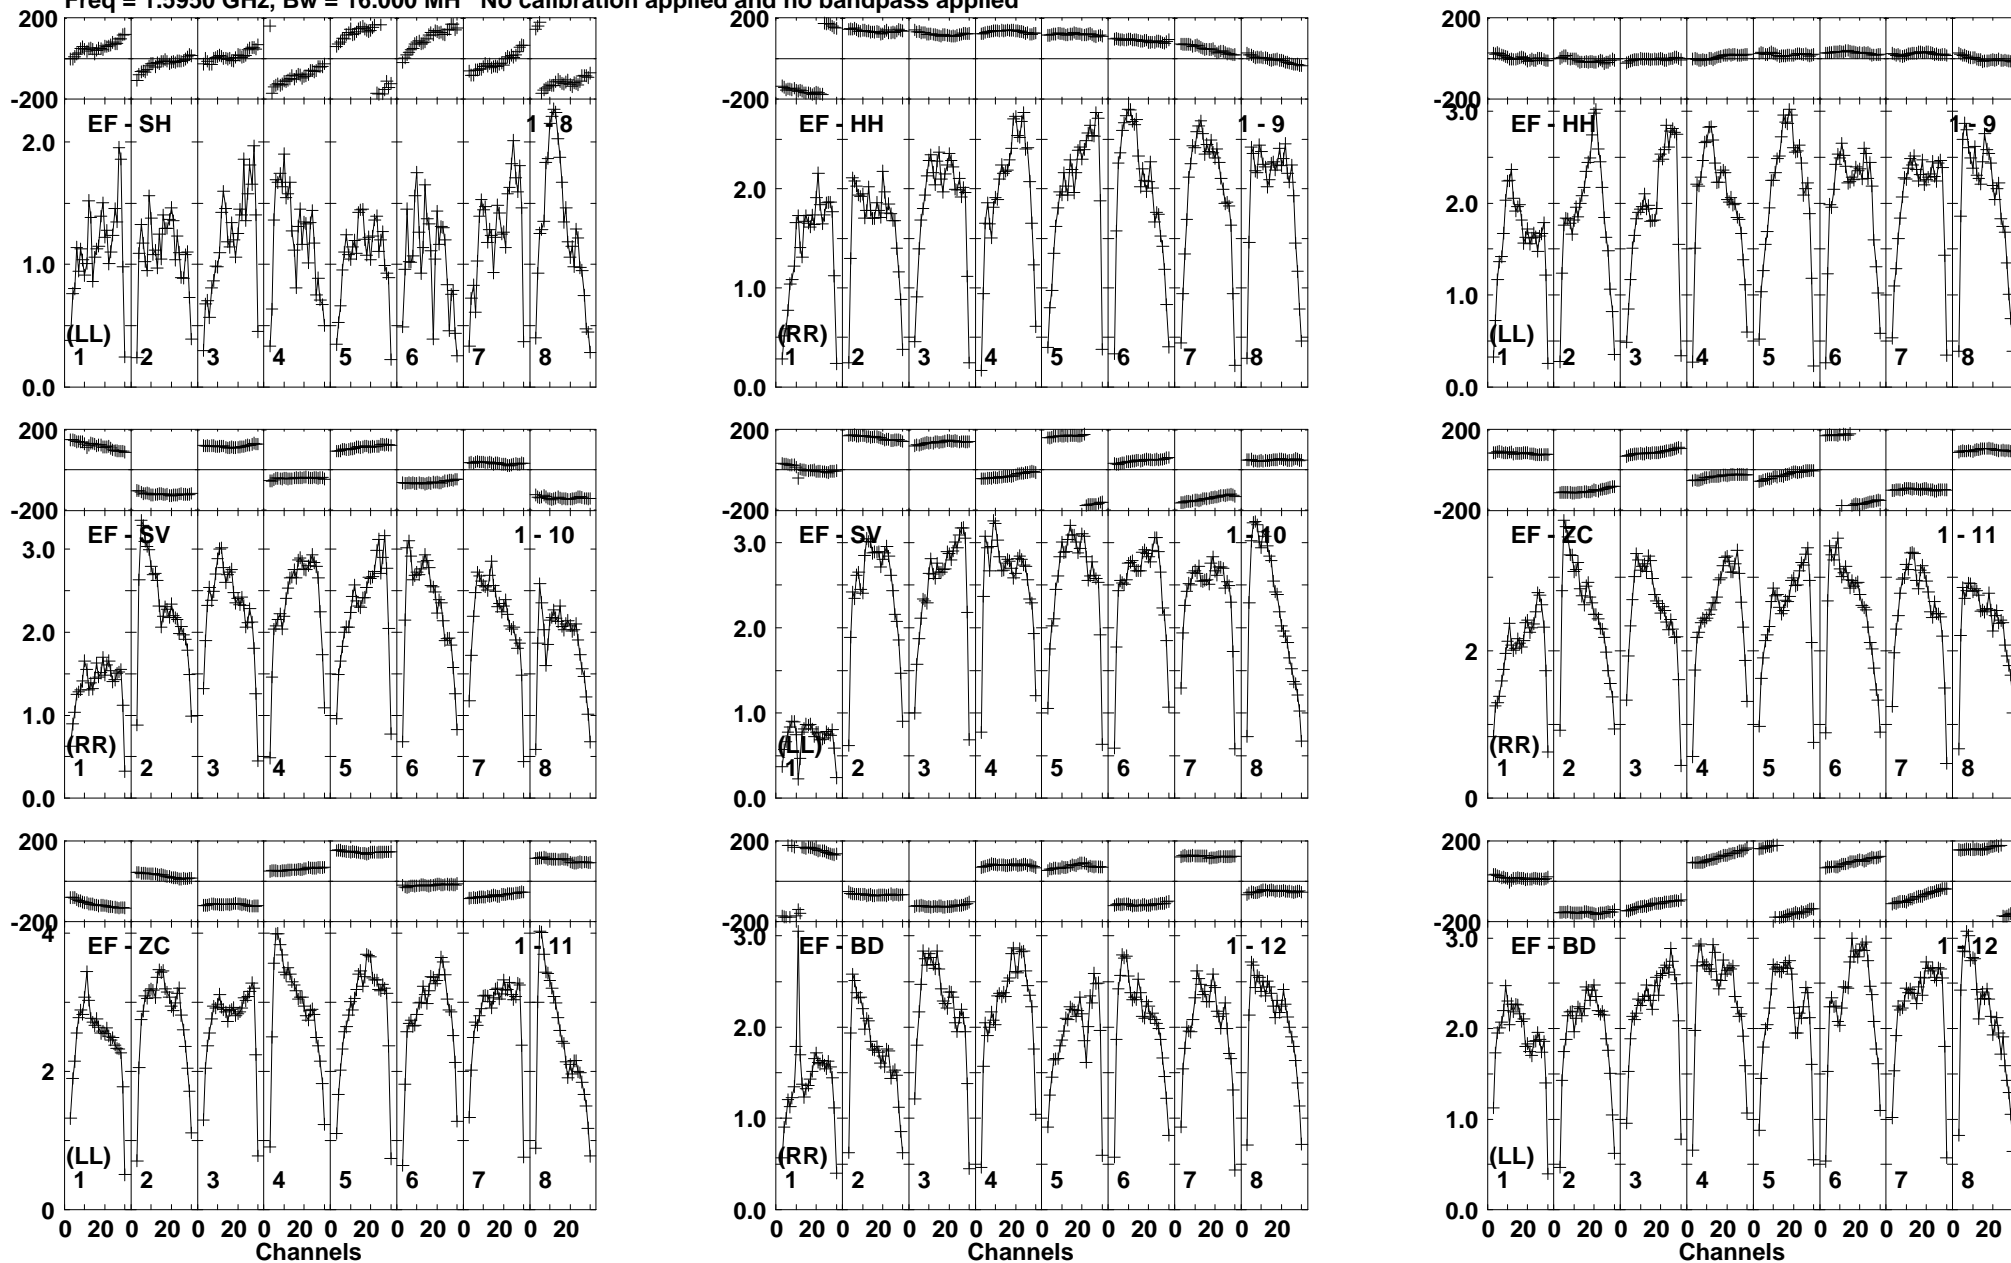 Freq = 1.5950 GHz, Bw = 16.000 MH No calibration applied and no bandpass applied
200 200 200
-200 -200 -200
EF - SH 1 - 8 EF - HH 1 - 9 EF - HH 1 - 9
2.0 2.0 3.0
1.0 1.0 2.0
1.0
(LL) (RR) (LL)
1 2 3 4 5 6 7 8 1 2 3 4 5 6 7 8 1 2 3 4 5 6 7 8
0.0 0.0 0.0
200 200 200
-200 -200 -200
EF - SV 1 - 10 EF - SV 1 - 10 EF - ZC 1 - 11
3.0 3.0
2.0 2.0 2
1.0 1.0
(RR) (LL) (RR)
1 2 3 4 5 6 7 8 1 2 3 4 5 6 7 8 1 2 3 4 5 6 7 8
0.0 0.0 0
200 200 200
-200 -200 -200
4 3.0 3.0
EF - ZC 1 - 11 EF - BD 1 - 12 EF - BD 1 - 12
2 2.0 2.0
1.0 1.0
(LL) (RR) (LL)
1 2 3 4 5 6 7 8 1 2 3 4 5 6 7 8 1 2 3 4 5 6 7 8
0 0.0 0.0
0 20 0 20 0 20 0 20 0 20 0 20 0 20 0 20 0 20 0 20 0 20 0 20 0 20 0 20 0 20 0 20 0 20 0 20 0 20 0 20 0 20 0 20 0 20 0 20
Channels Channels